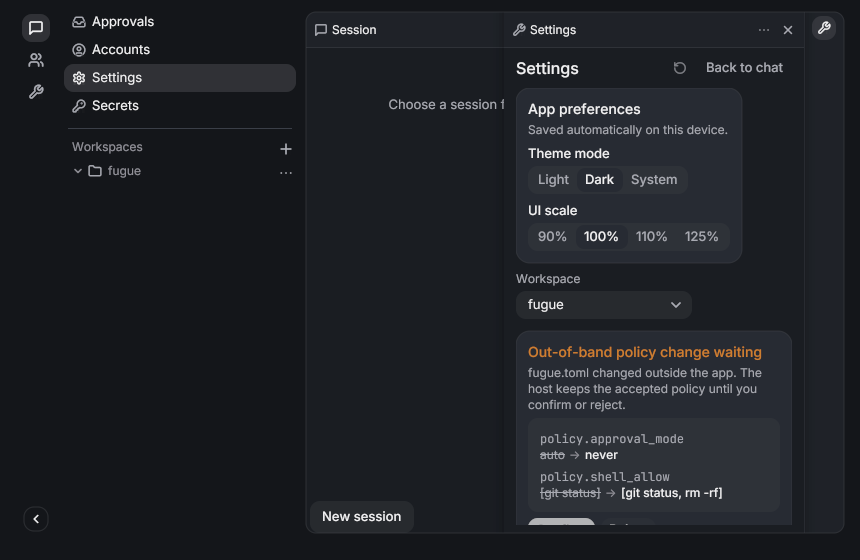 Approvals
Accounts
Settings
Secrets
Workspaces
fugue
New session
Session
Choose a session f
Settings
Settings
Back to chat
App preferences
Saved automatically on this device.
Theme mode
Light Dark System
UI scale
90% 100% 110% 125%
Workspace
fugue
Out-of-band policy change waiting
fugue.toml changed outside the app. The
host keeps the accepted policy until you
confirm or reject.
policy.approval_mode
auto → never
policy.shell_allow
[git status] → [git status, rm -rf]